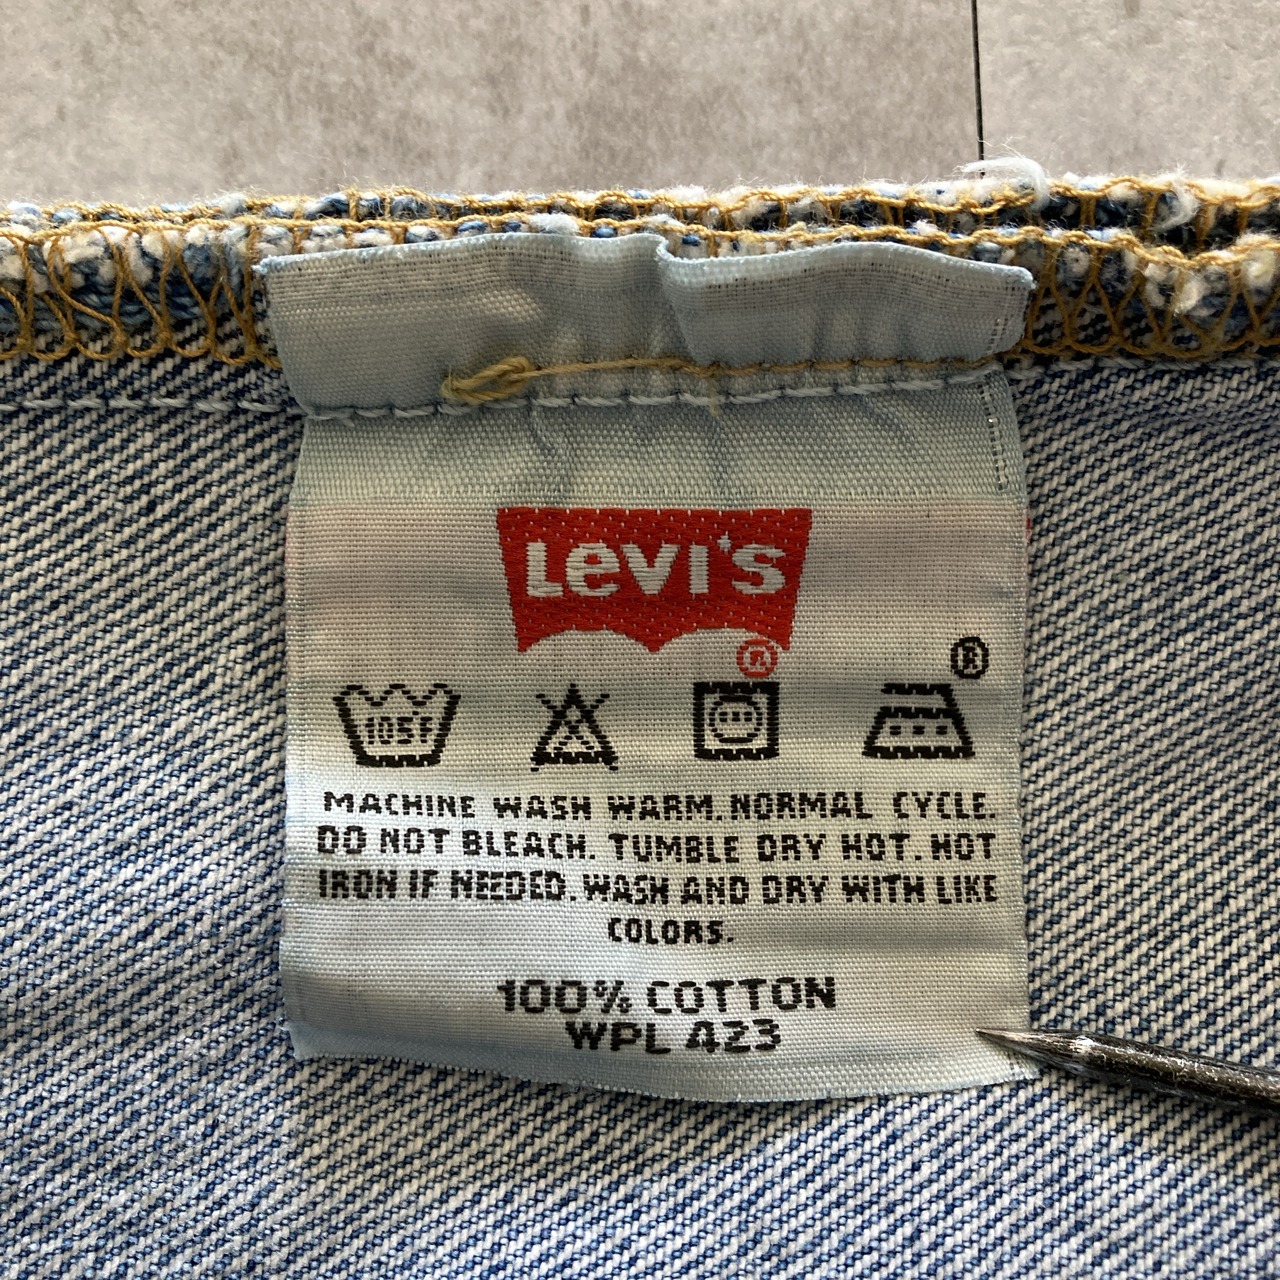 LEVI'S
®
®
105°F
MACHINE WASH WARM. NORMAL CYCLE.
DO NOT BLEACH. TUMBLE DRY HOT. HOT
IRON IF NEEDED. WASH AND DRY WITH LIKE
COLORS.
100% COTTON
WPL 423